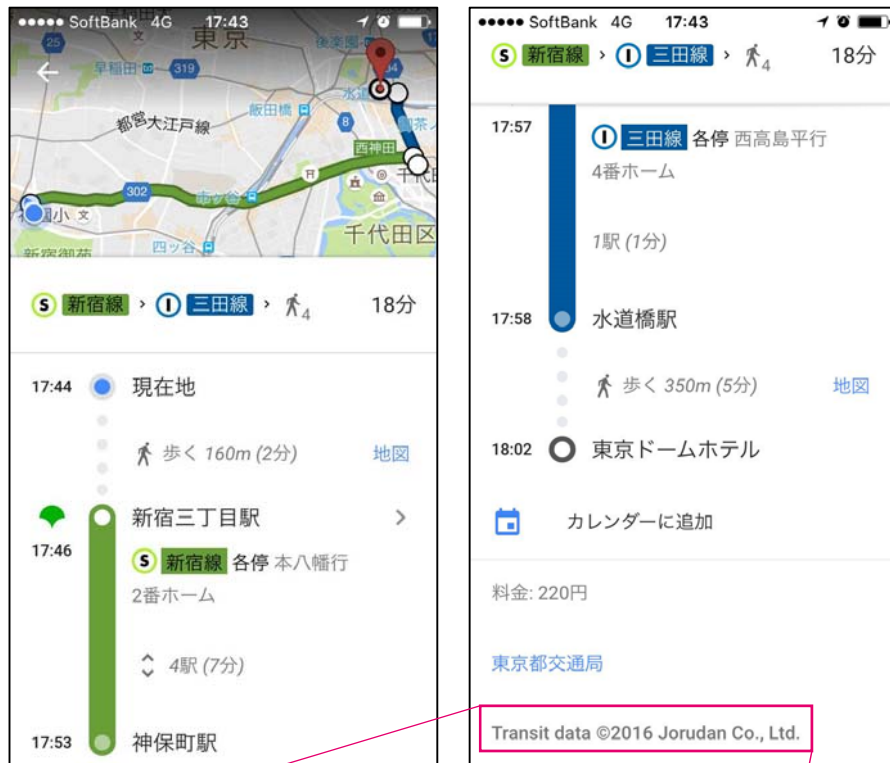 SoftBank 4G 17:43
東京
25
文
後楽園
早稲田
319
水道
飯田橋
都営大江戸線
8
西神田
302
市ヶ谷
文
四ッ谷
千代田区
新宿御苑
S 新宿線 › I 三田線 › 4 18分
17:44 現在地
歩く 160m (2分) 地図
新宿三丁目駅
17:46
S 新宿線 各停 本八幡行
2番ホーム
4駅 (7分)
17:53 神保町駅
SoftBank 4G 17:43
S 新宿線 › I 三田線 › 4 18分
17:57
I 三田線 各停 西高島平行
4番ホーム
1駅 (1分)
17:58 水道橋駅
歩く 350m (5分) 地図
18:02 東京ドームホテル
カレンダーに追加
料金: 220円
東京都交通局
Transit data ©2016 Jorudan Co., Ltd.